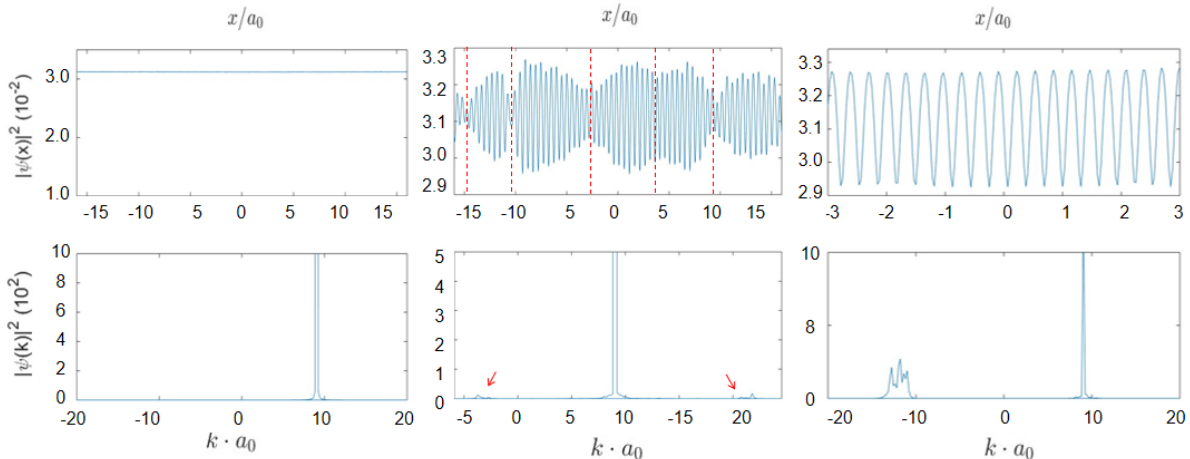 x/a₀ x/a₀ x/a₀
|ψ(x)|² (10⁻²)
3.0
2.0
1.0
-15 -10 -5 0 5 10 15
3.3
3.2
3.1
3.0
2.9
-15 -10 5 0 5 10 15
3.3
3.2
3.1
3.0
2.9
-3 -2 -1 0 1 2 3
|ψ(k)|² (10²)
10
8
6
4
2
0
-20 -10 0 10 20
k · a₀
5
4
3
2
1
0
-5 0 5 10 -15 20
k · a₀
10
8
4
0
-20 -10 0 10 20
k · a₀